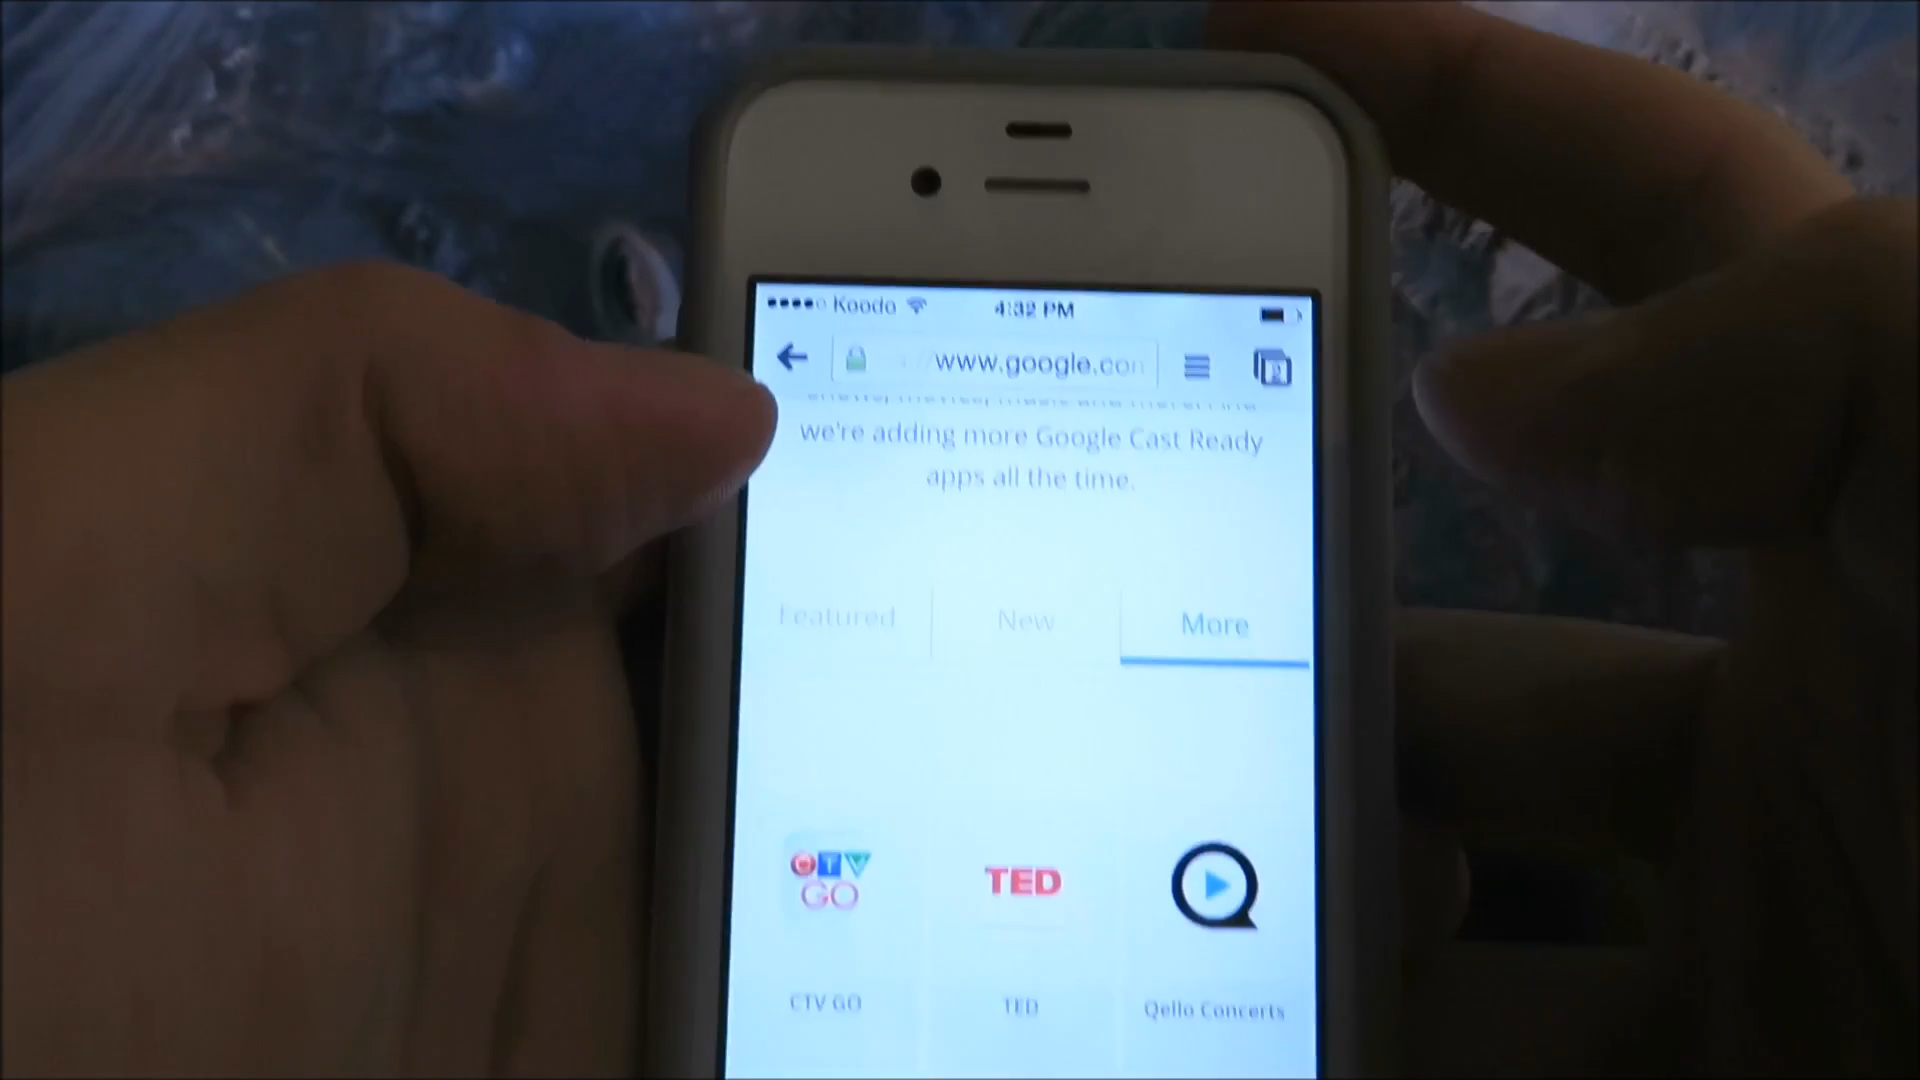 Koodo 4:32 PM
www.google.con
we're adding more Google Cast Ready
apps all the time.
Featured New More
CTV GO TED
CTV GO TED Qello Concerts